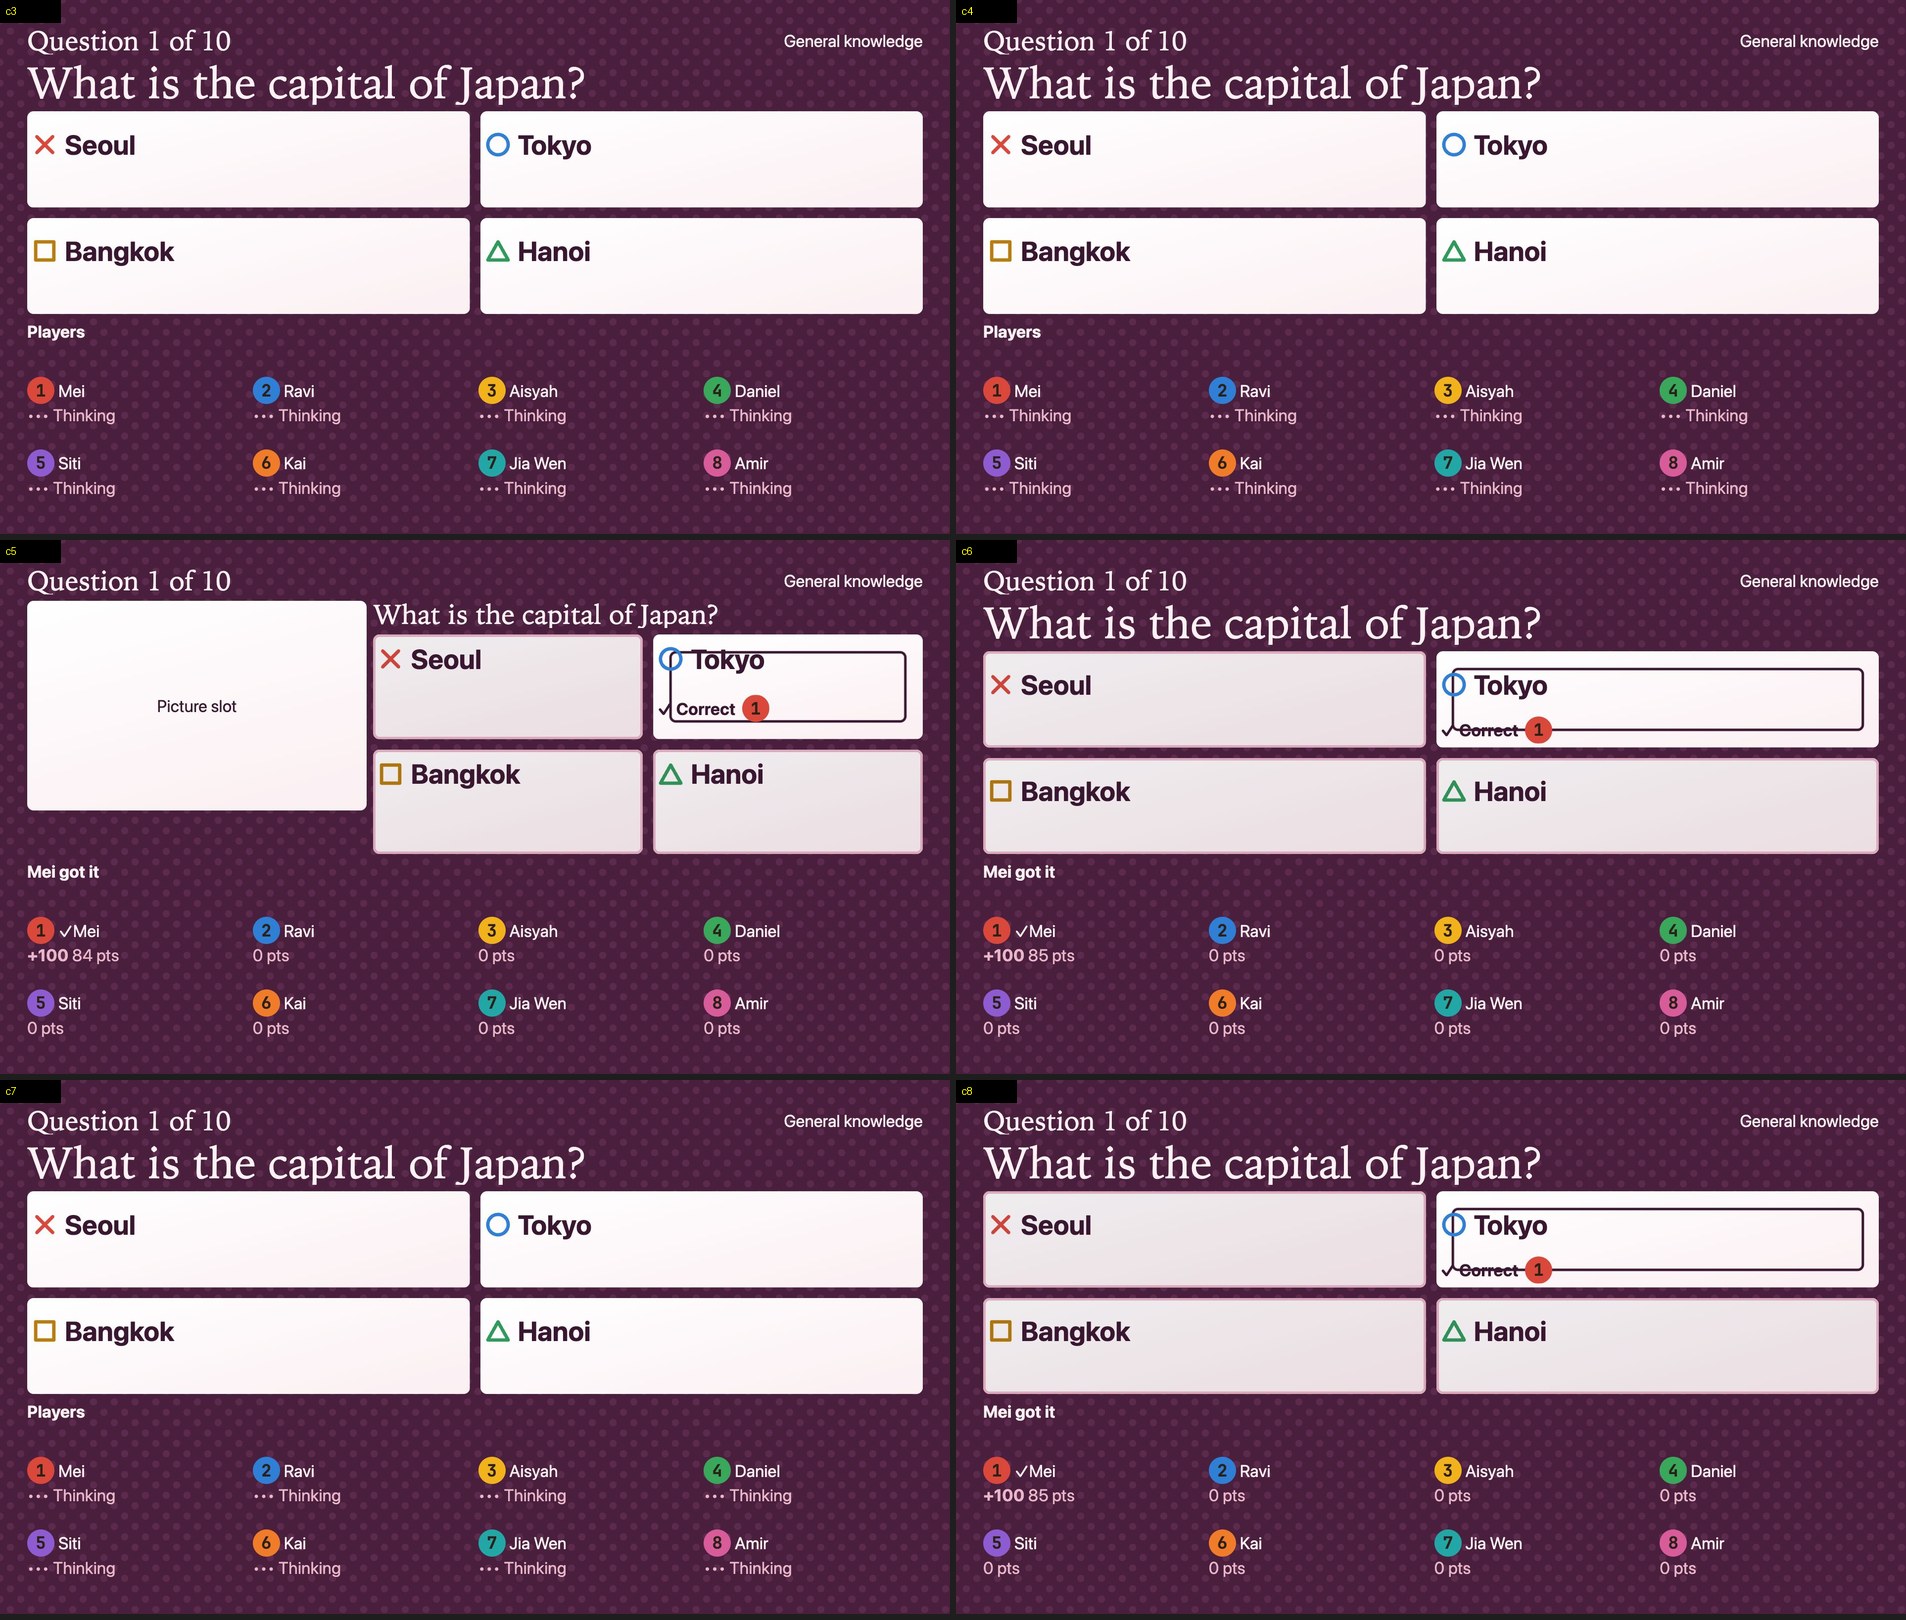 c3
Question 1 of 10 General knowledge
What is the capital of Japan?
Seoul Tokyo
Bangkok Hanoi
Players
1 Mei 2 Ravi 3 Aisyah 4 Daniel
··· Thinking ··· Thinking ··· Thinking ··· Thinking
5 Siti 6 Kai 7 Jia Wen 8 Amir
··· Thinking ··· Thinking ··· Thinking ··· Thinking
c4
Question 1 of 10 General knowledge
What is the capital of Japan?
Seoul Tokyo
Bangkok Hanoi
Players
1 Mei 2 Ravi 3 Aisyah 4 Daniel
··· Thinking ··· Thinking ··· Thinking ··· Thinking
5 Siti 6 Kai 7 Jia Wen 8 Amir
··· Thinking ··· Thinking ··· Thinking ··· Thinking
c5
Question 1 of 10 General knowledge
Picture slot
What is the capital of Japan?
Seoul Tokyo
✓ Correct 1
Bangkok Hanoi
Mei got it
1 ✓Mei 2 Ravi 3 Aisyah 4 Daniel
+100 84 pts 0 pts 0 pts 0 pts
5 Siti 6 Kai 7 Jia Wen 8 Amir
0 pts 0 pts 0 pts 0 pts
c6
Question 1 of 10 General knowledge
What is the capital of Japan?
Seoul Tokyo
✓ Correct 1
Bangkok Hanoi
Mei got it
1 ✓Mei 2 Ravi 3 Aisyah 4 Daniel
+100 85 pts 0 pts 0 pts 0 pts
5 Siti 6 Kai 7 Jia Wen 8 Amir
0 pts 0 pts 0 pts 0 pts
c7
Question 1 of 10 General knowledge
What is the capital of Japan?
Seoul Tokyo
Bangkok Hanoi
Players
1 Mei 2 Ravi 3 Aisyah 4 Daniel
··· Thinking ··· Thinking ··· Thinking ··· Thinking
5 Siti 6 Kai 7 Jia Wen 8 Amir
··· Thinking ··· Thinking ··· Thinking ··· Thinking
c8
Question 1 of 10 General knowledge
What is the capital of Japan?
Seoul Tokyo
✓ Correct 1
Bangkok Hanoi
Mei got it
1 ✓Mei 2 Ravi 3 Aisyah 4 Daniel
+100 85 pts 0 pts 0 pts 0 pts
5 Siti 6 Kai 7 Jia Wen 8 Amir
0 pts 0 pts 0 pts 0 pts